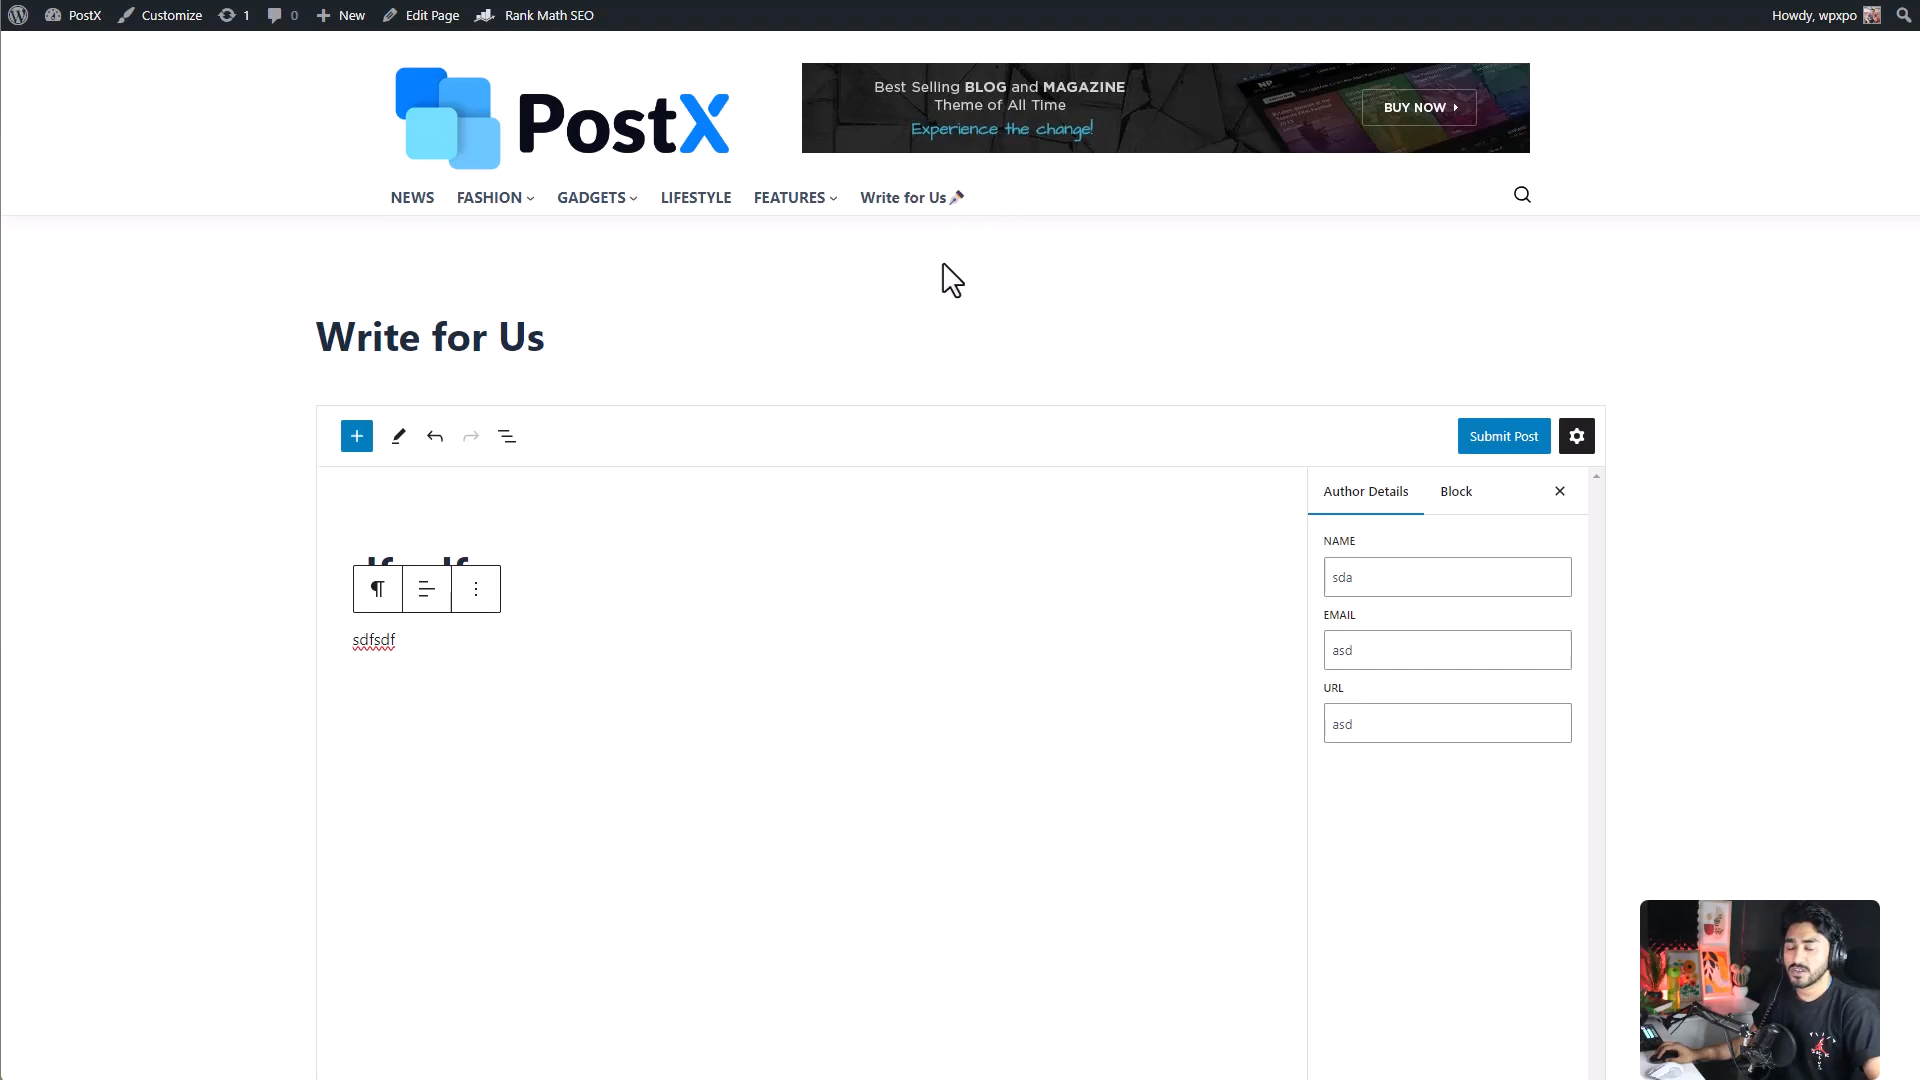 PostX Customize 1 0 New Edit Page Rank Math SEO Howdy, wpxpo
PostX
Best Selling BLOG and MAGAZINE
Theme of All Time
Experience the change!
BUY NOW
NEWS FASHION GADGETS LIFESTYLE FEATURES Write for Us
Write for Us
Submit Post
Author Details Block
NAME
sda
EMAIL
asd
URL
asd
sdfsdf